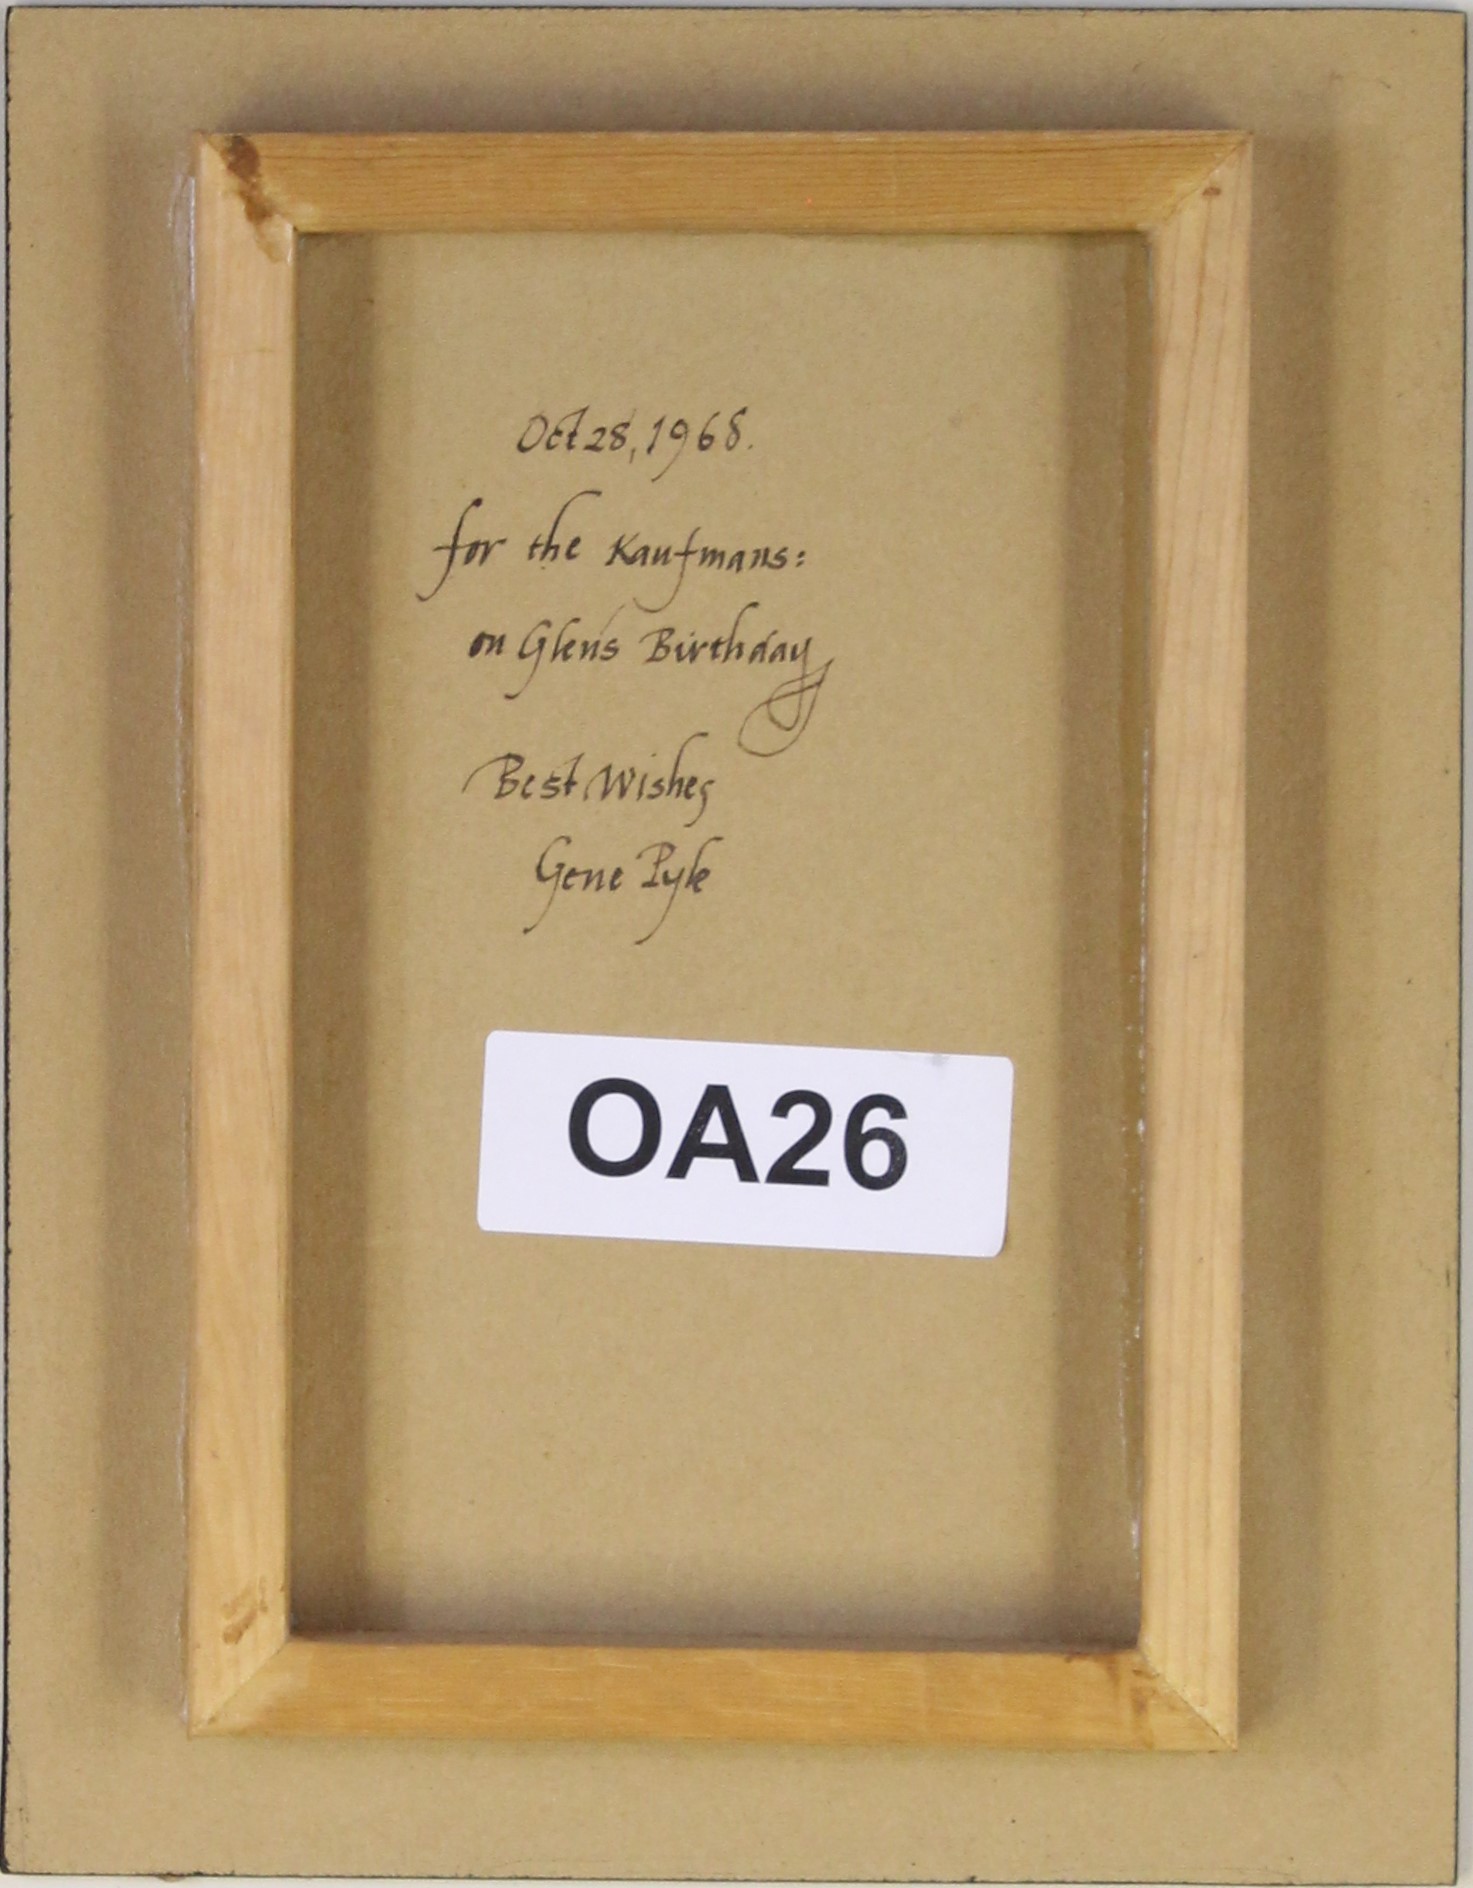 Oct 28, 1968.
for the Kaufmans:
on Glen's Birthday
Best Wishes
Gene Pyle
OA26